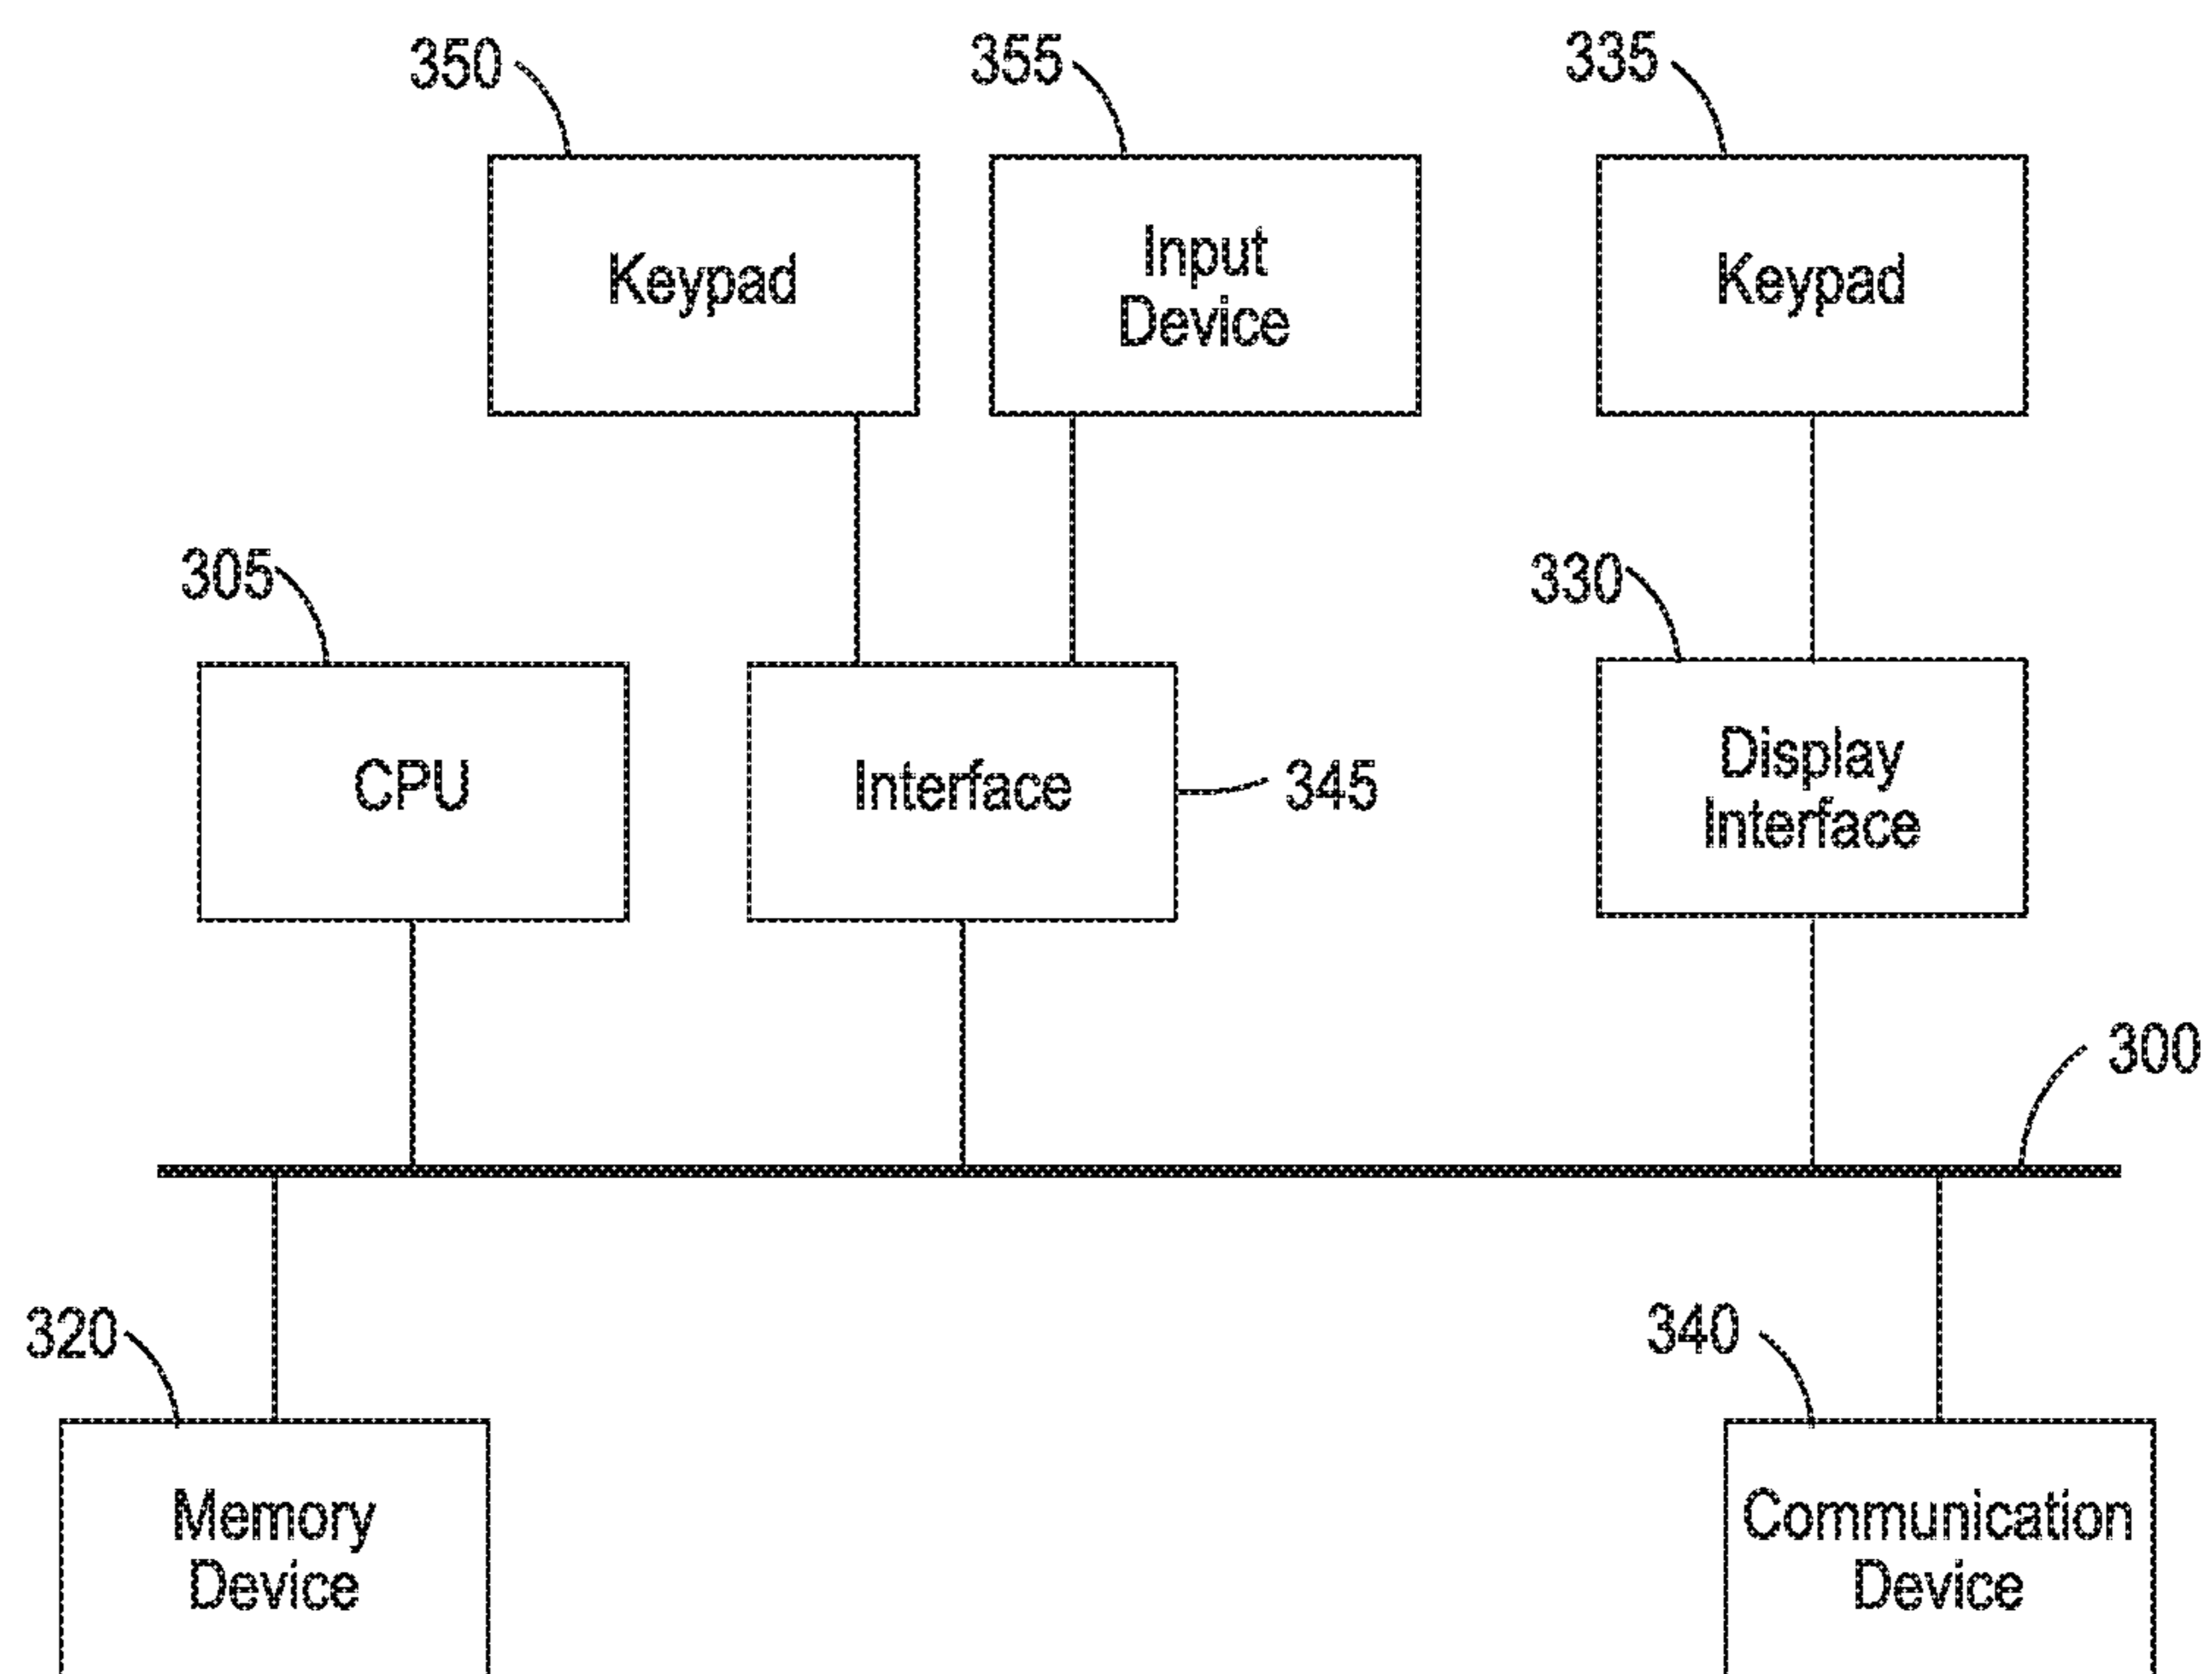 350
355
335
Keypad
Input
Device
Keypad
305
330
CPU
Interface
345
Display
Interface
300
320
340
Memory
Device
Communication
Device